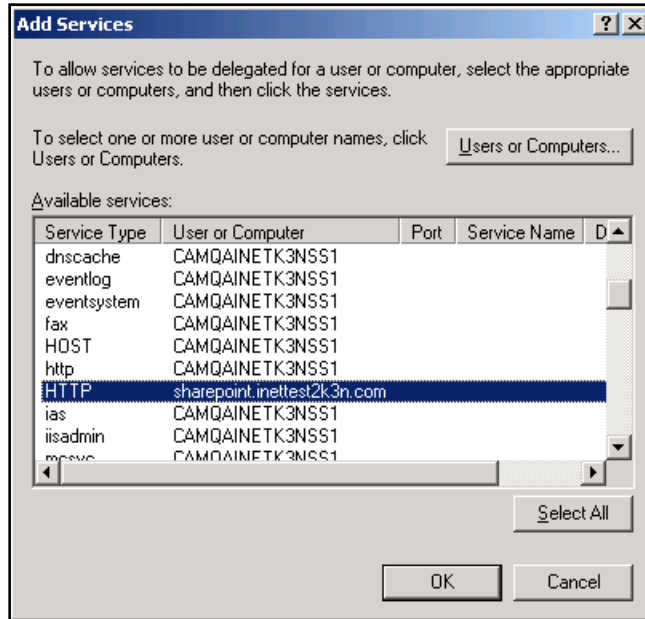 Add Services
To allow services to be delegated for a user or computer, select the appropriate
users or computers, and then click the services.
To select one or more user or computer names, click
Users or Computers.
Users or Computers...
Available services:
Service Type User or Computer Port Service Name D
dnscache CAMQAINETK3NSS1
eventlog CAMQAINETK3NSS1
eventsystem CAMQAINETK3NSS1
fax CAMQAINETK3NSS1
HOST CAMQAINETK3NSS1
http CAMQAINETK3NSS1
HTTP sharepoint.inettest2k3n.com
ias CAMQAINETK3NSS1
iisadmin CAMQAINETK3NSS1
CAMQAINETK3NSS1
Select All
OK Cancel